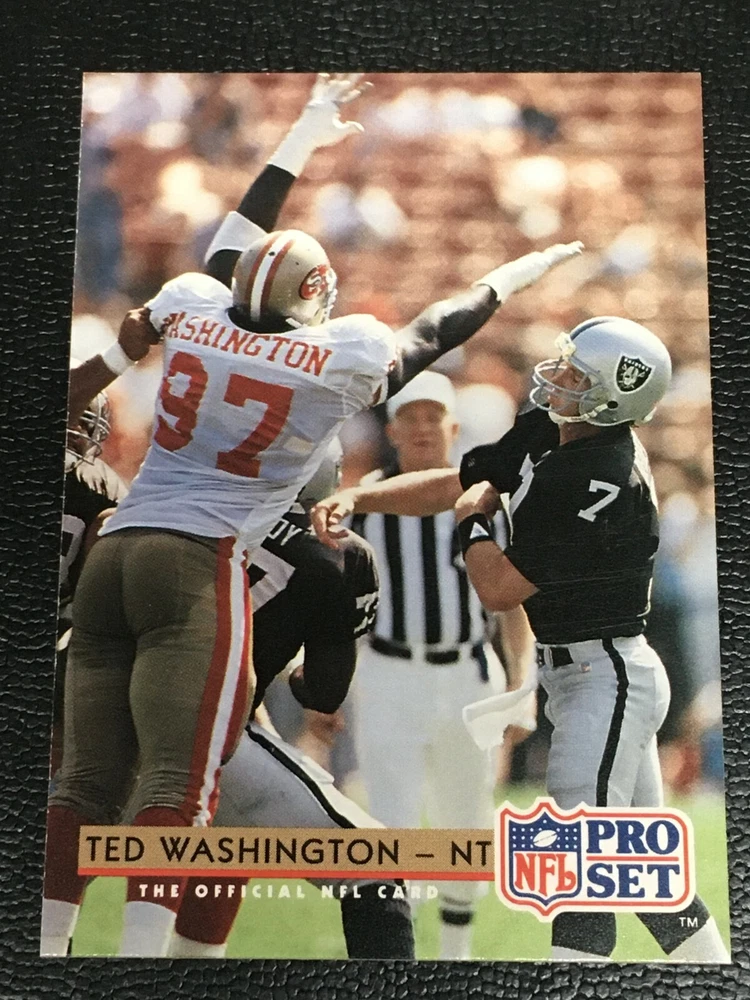 WASHINGTON
97
7
TED WASHINGTON – NT
THE OFFICIAL NFL CARD
NFL
PRO
SET
TM